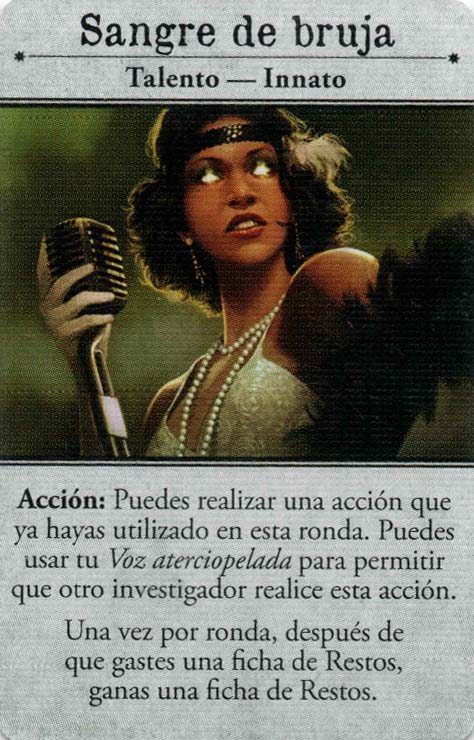 Sangre de bruja
Talento — Innato
Acción: Puedes realizar una acción que
ya hayas utilizado en esta ronda. Puedes
usar tu Voz aterciopelada para permitir
que otro investigador realice esta acción.
Una vez por ronda, después de
que gastes una ficha de Restos,
ganas una ficha de Restos.